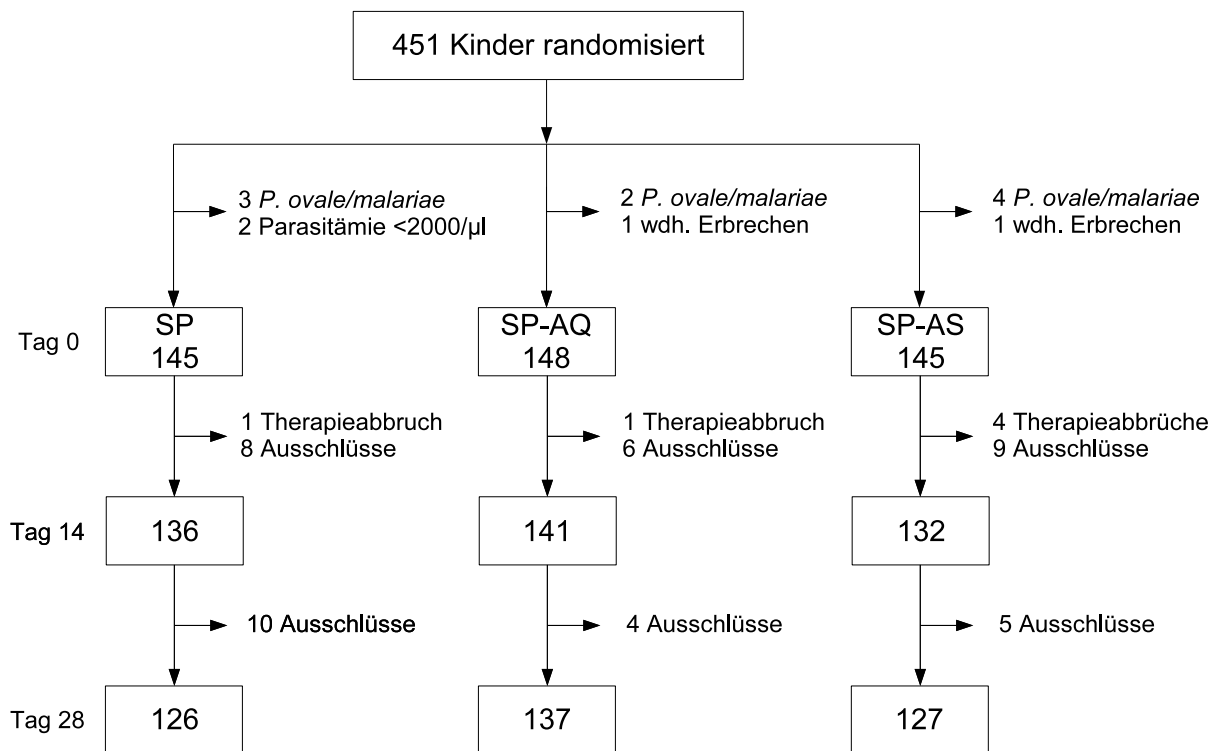 451 Kinder randomisiert
3 P. ovale/malariae
2 Parasitämie <2000/µl
2 P. ovale/malariae
1 wdh. Erbrechen
4 P. ovale/malariae
1 wdh. Erbrechen
Tag 0
SP
145
SP-AQ
148
SP-AS
145
1 Therapieabbruch
8 Ausschlüsse
1 Therapieabbruch
6 Ausschlüsse
4 Therapieabbrüche
9 Ausschlüsse
Tag 14
136
141
132
10 Ausschlüsse
4 Ausschlüsse
5 Ausschlüsse
Tag 28
126
137
127